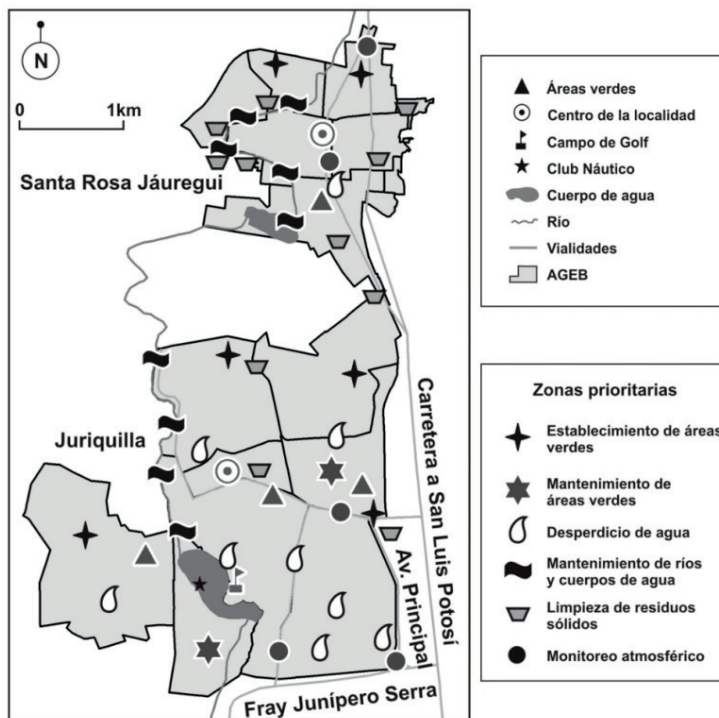 N
0 1km
Santa Rosa Jáuregui
Juriquilla
Carretera a San Luis Potosí
Av. Principal
Fray Junípero Serra
Áreas verdes
Centro de la localidad
Campo de Golf
Club Náutico
Cuerpo de agua
Río
Vialidades
AGEB
Zonas prioritarias
Establecimiento de áreas
verdes
Mantenimiento de
áreas verdes
Desperdicio de agua
Mantenimiento de ríos
y cuerpos de agua
Limpieza de residuos
sólidos
Monitoreo atmosférico